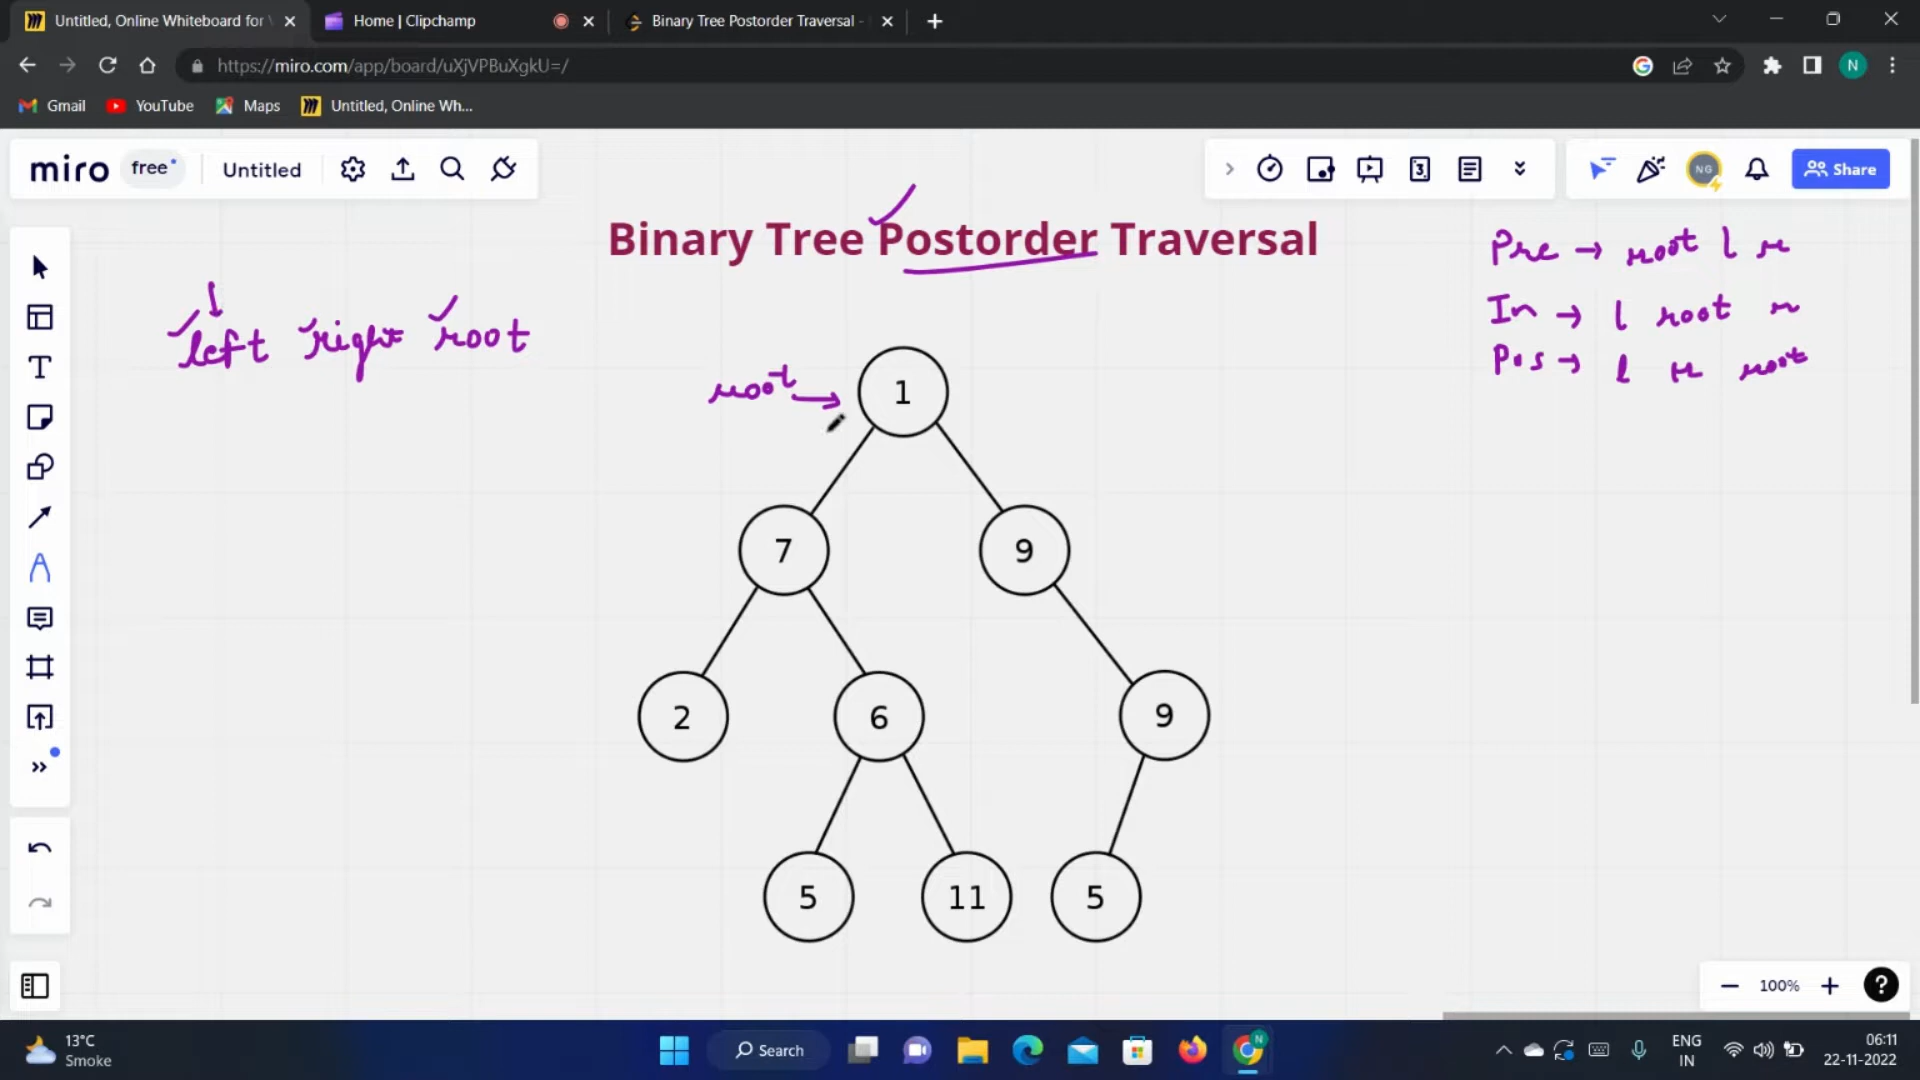 Untitled, Online Whiteboard for V
Home | Clipchamp
Binary Tree Postorder Traversal -
https://miro.com/app/board/uXjVPBuXgkU=/
N
Gmail
YouTube
Maps
Untitled, Online Wh...
miro
free
Untitled
3
NG
Share
Binary Tree Postorder Traversal
Pre → root l r
In → l root r
Pos → l r root
left right root
root
1
7
9
2
6
9
5
11
5
100%
?
13°C
Smoke
Search
ENG
IN
06:11
22-11-2022